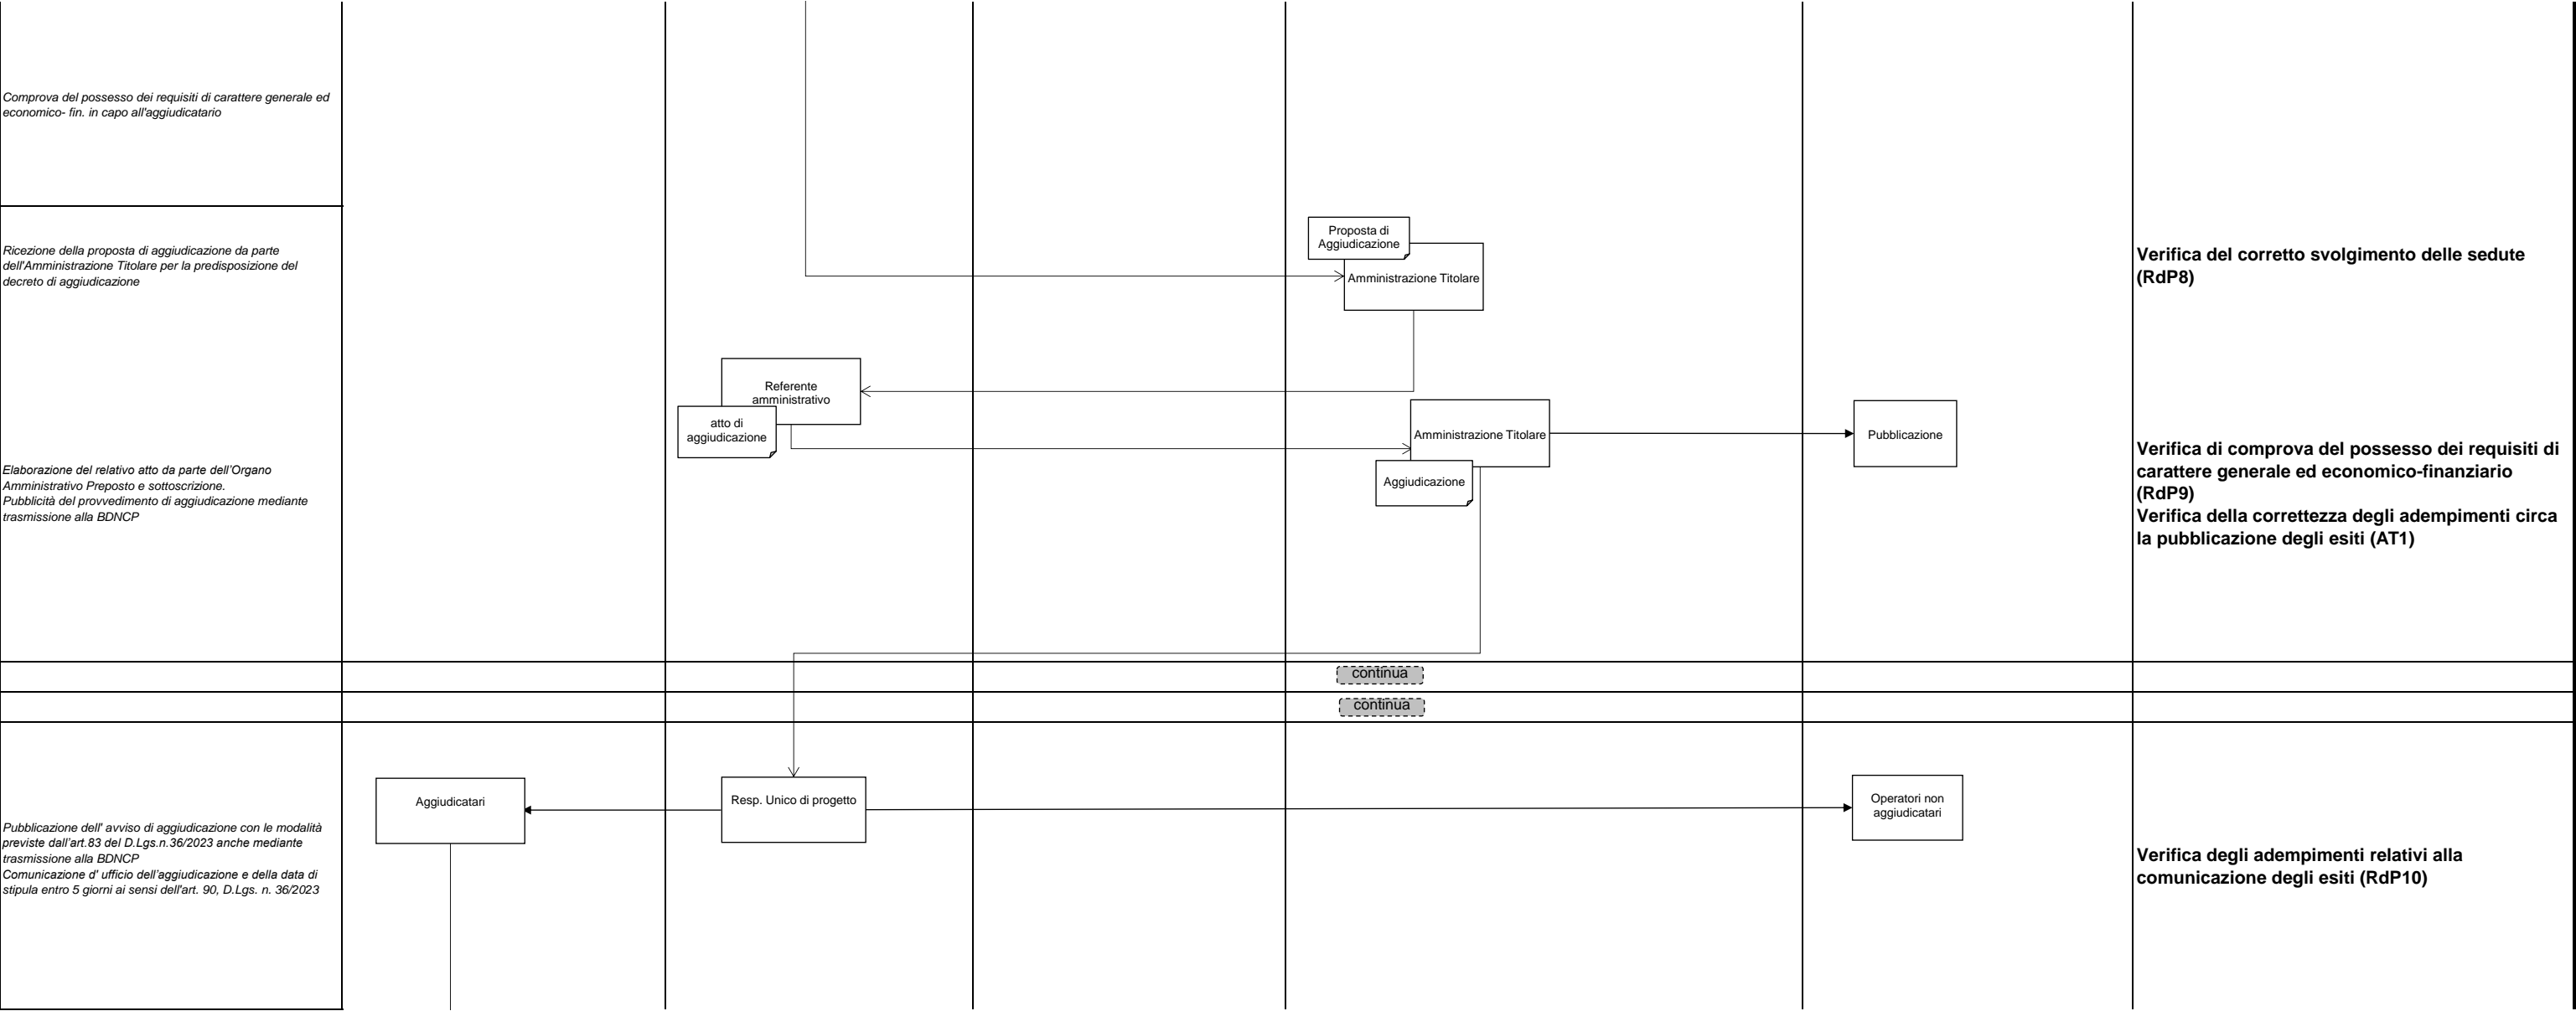 Comprova del possesso dei requisiti di carattere generale ed
economico- fin. in capo all'aggiudicatario
Proposta di
Aggiudicazione
Ricezione della proposta di aggiudicazione da parte
dell'Amministrazione Titolare per la predisposizione del
decreto di aggiudicazione
Amministrazione Titolare
Verifica del corretto svolgimento delle sedute
(RdP8)
Referente
amministrativo
atto di
aggiudicazione
Amministrazione Titolare
Pubblicazione
Aggiudicazione
Elaborazione del relativo atto da parte dell'Organo
Amministrativo Preposto e sottoscrizione.
Pubblicità del provvedimento di aggiudicazione mediante
trasmissione alla BDNCP
Verifica di comprova del possesso dei requisiti di
carattere generale ed economico-finanziario
(RdP9)
Verifica della correttezza degli adempimenti circa
la pubblicazione degli esiti (AT1)
continua
continua
Aggiudicatari
Resp. Unico di progetto
Operatori non
aggiudicatari
Pubblicazione dell' avviso di aggiudicazione con le modalità
previste dall'art.83 del D.Lgs.n.36/2023 anche mediante
trasmissione alla BDNCP
Comunicazione d' ufficio dell'aggiudicazione e della data di
stipula entro 5 giorni ai sensi dell'art. 90, D.Lgs. n. 36/2023
Verifica degli adempimenti relativi alla
comunicazione degli esiti (RdP10)